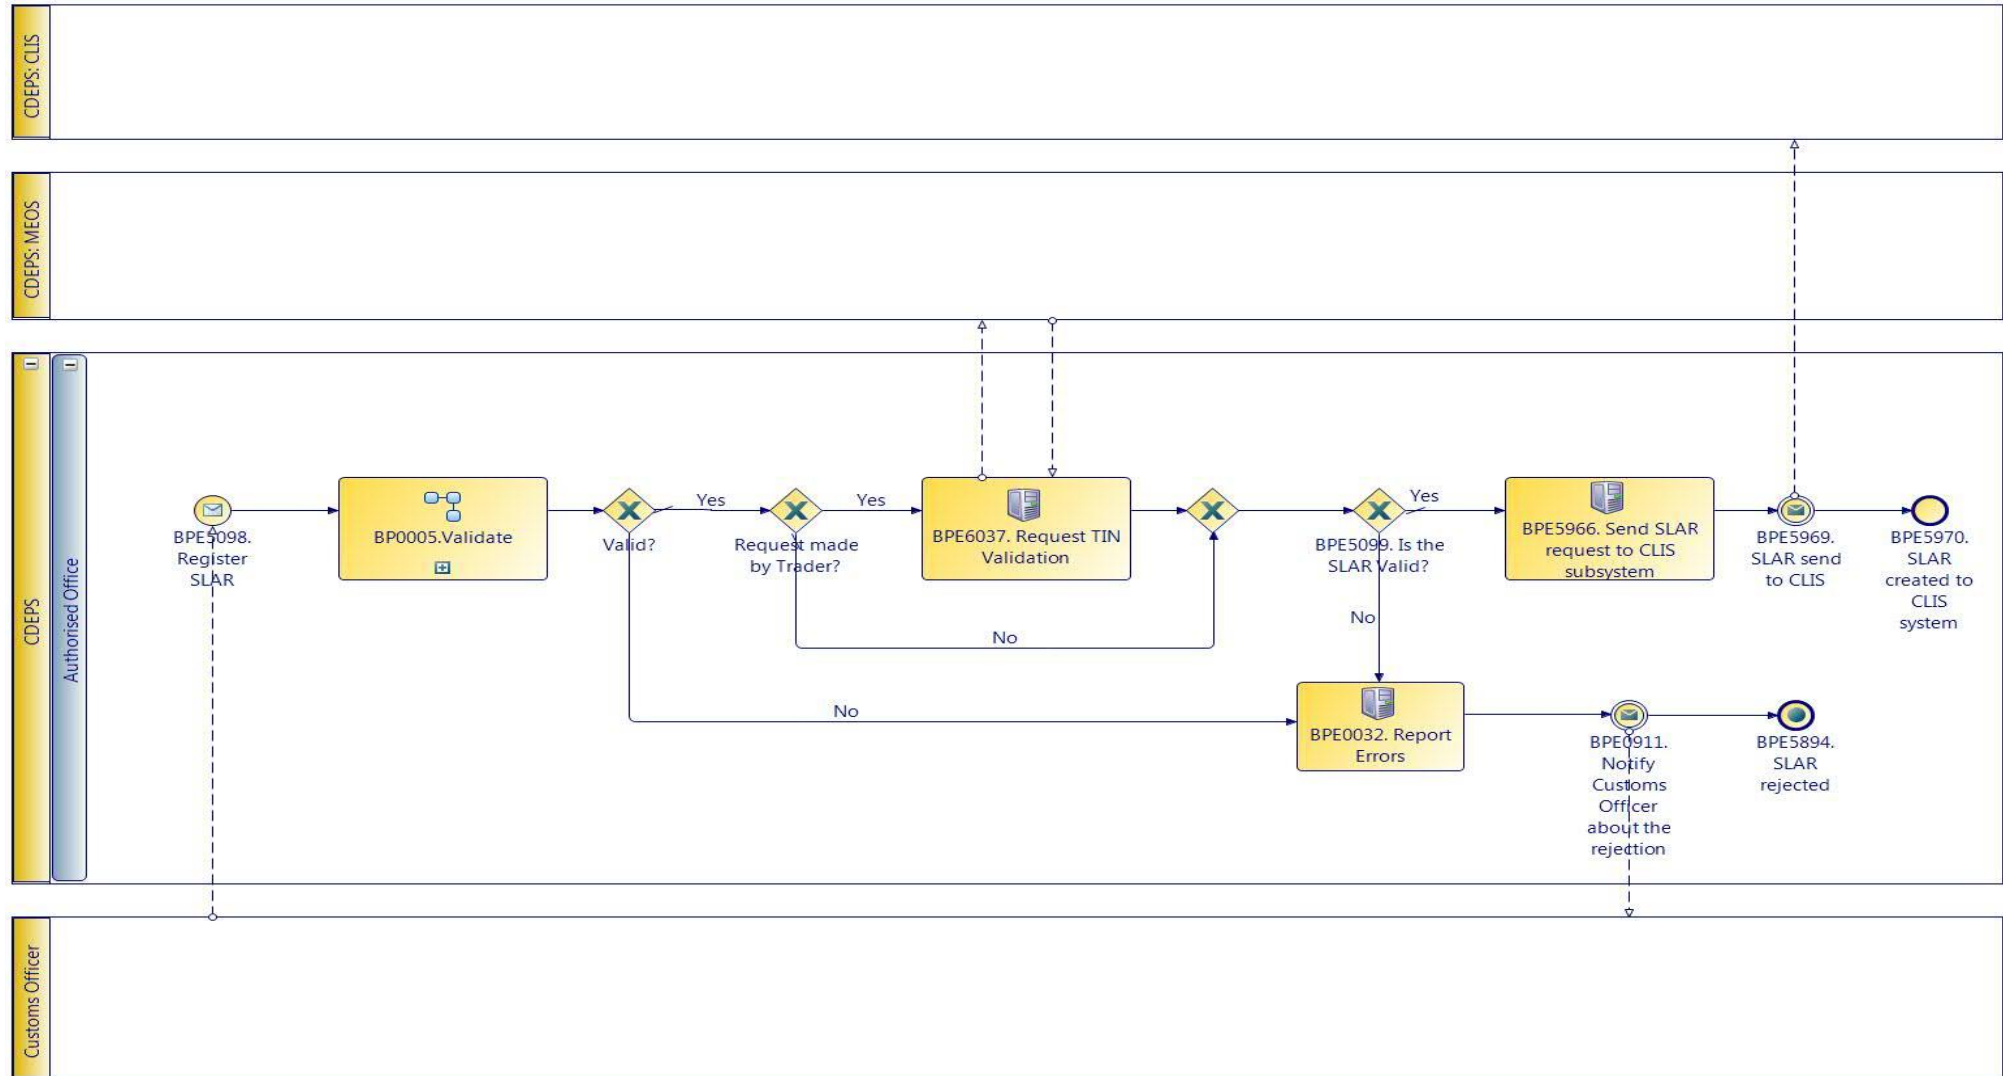 CDEPS: CLIS
CDEPS: MEOS
CDEPS
Authorised Office
BPE5098.
Register
SLAR
BP0005.Validate
Valid?
Yes
No
Request made
by Trader?
Yes
No
BPE6037. Request TIN
Validation
BPE5099. Is the
SLAR Valid?
Yes
No
BPE5966. Send SLAR
request to CLIS
subsystem
BPE5969.
SLAR send
to CLIS
BPE5970.
SLAR
created to
CLIS
system
BPE0032. Report
Errors
BPE0911.
Notify
Customs
Officer
about the
rejection
BPE5894.
SLAR
rejected
Customs Officer